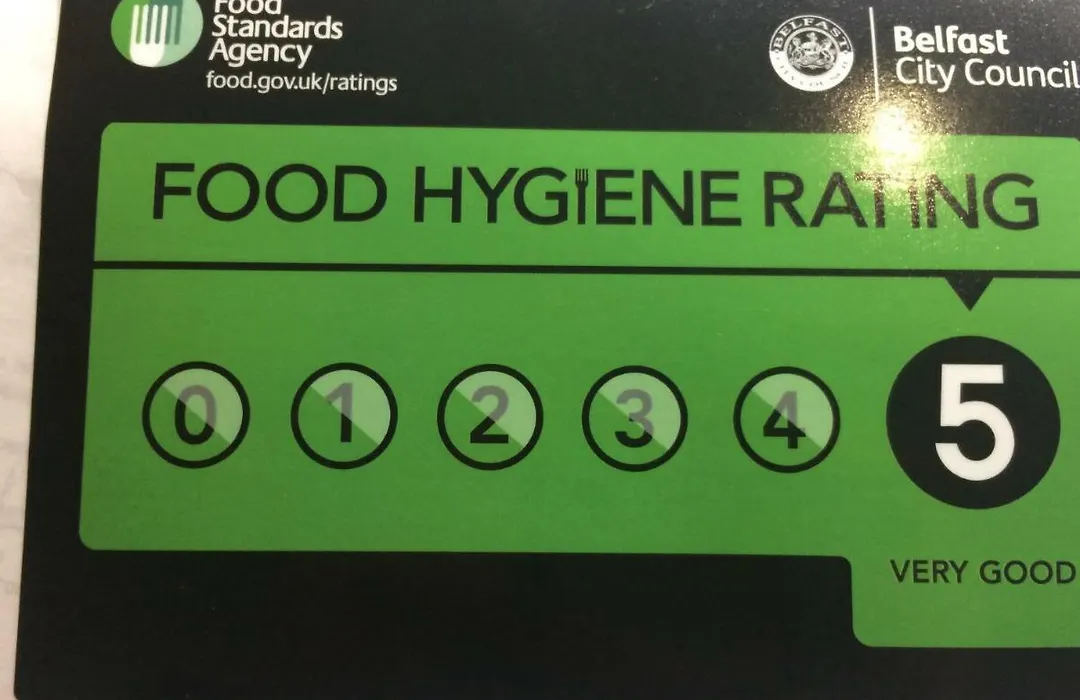 Food
Standards
Agency
food.gov.uk/ratings
BELFAST
Belfast
City Council
FOOD HYGIENE RATING
0 1 2 3 4 5
VERY GOOD